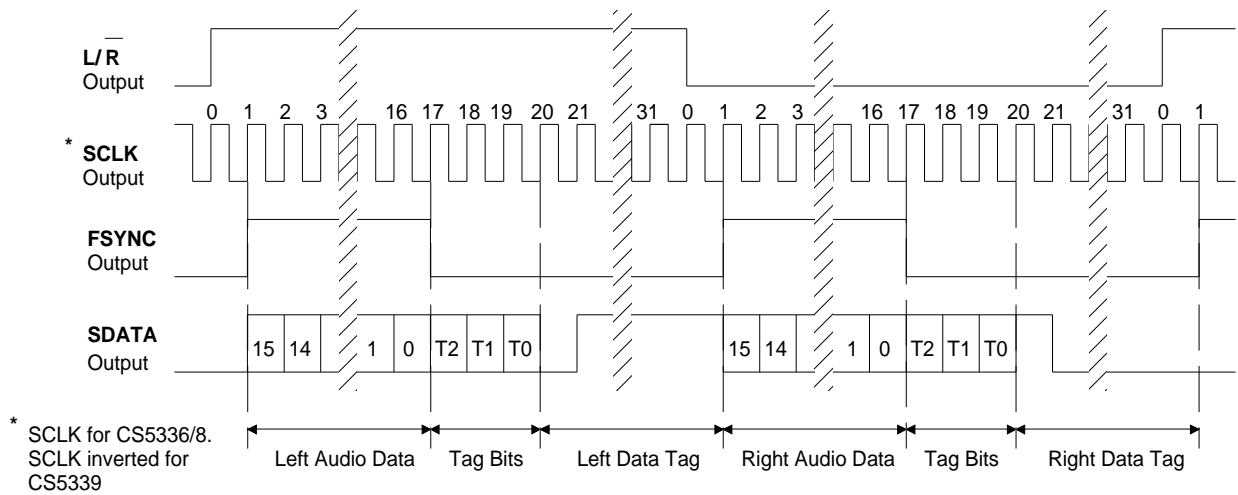 L/R̅
Output
0 1 2 3 16 17 18 19 20 21 31 0 1 2 3 16 17 18 19 20 21 31 0 1
* SCLK
Output
FSYNC
Output
SDATA
Output
15 14 1 0 T2 T1 T0 15 14 1 0 T2 T1 T0
Left Audio Data Tag Bits Left Data Tag Right Audio Data Tag Bits Right Data Tag
* SCLK for CS5336/8.
SCLK inverted for
CS5339